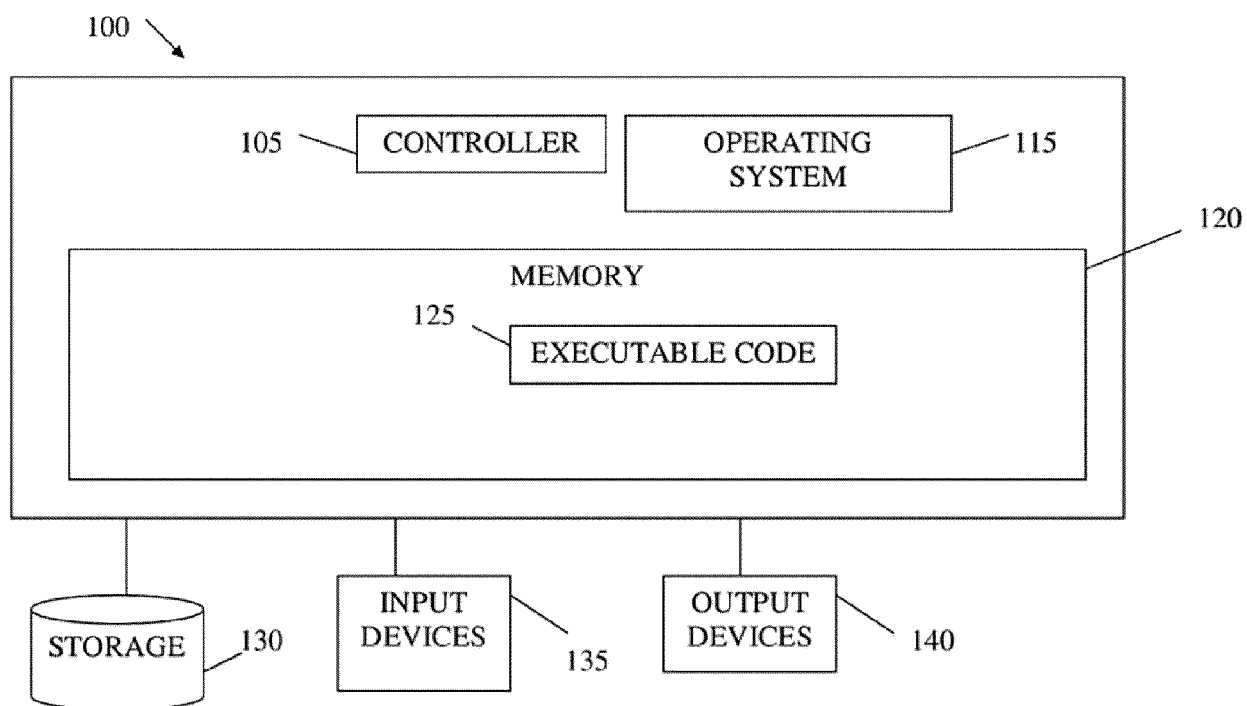 100
105
CONTROLLER
OPERATING
SYSTEM
115
120
MEMORY
125
EXECUTABLE CODE
STORAGE
130
INPUT
DEVICES
135
OUTPUT
DEVICES
140